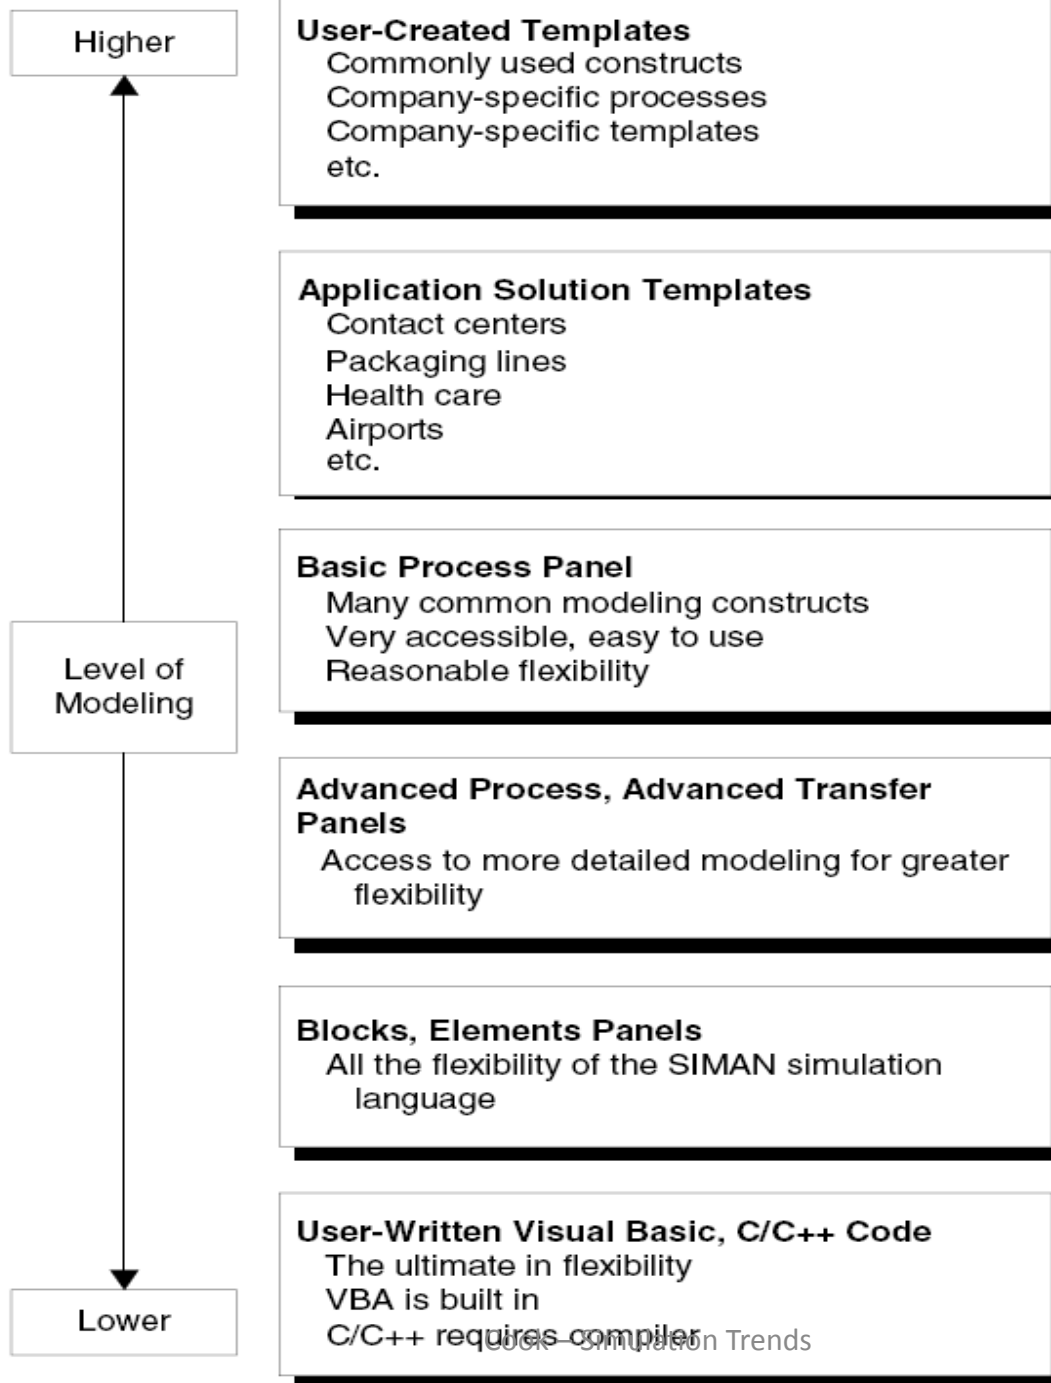 Higher
User-Created Templates
Commonly used constructs
Company-specific processes
Company-specific templates
etc.
Application Solution Templates
Contact centers
Packaging lines
Health care
Airports
etc.
Basic Process Panel
Many common modeling constructs
Very accessible, easy to use
Reasonable flexibility
Level of
Modeling
Advanced Process, Advanced Transfer
Panels
Access to more detailed modeling for greater
flexibility
Blocks, Elements Panels
All the flexibility of the SIMAN simulation
language
User-Written Visual Basic, C/C++ Code
The ultimate in flexibility
VBA is built in
C/C++ requires compiler
Lower
Cook – Simulation Trends